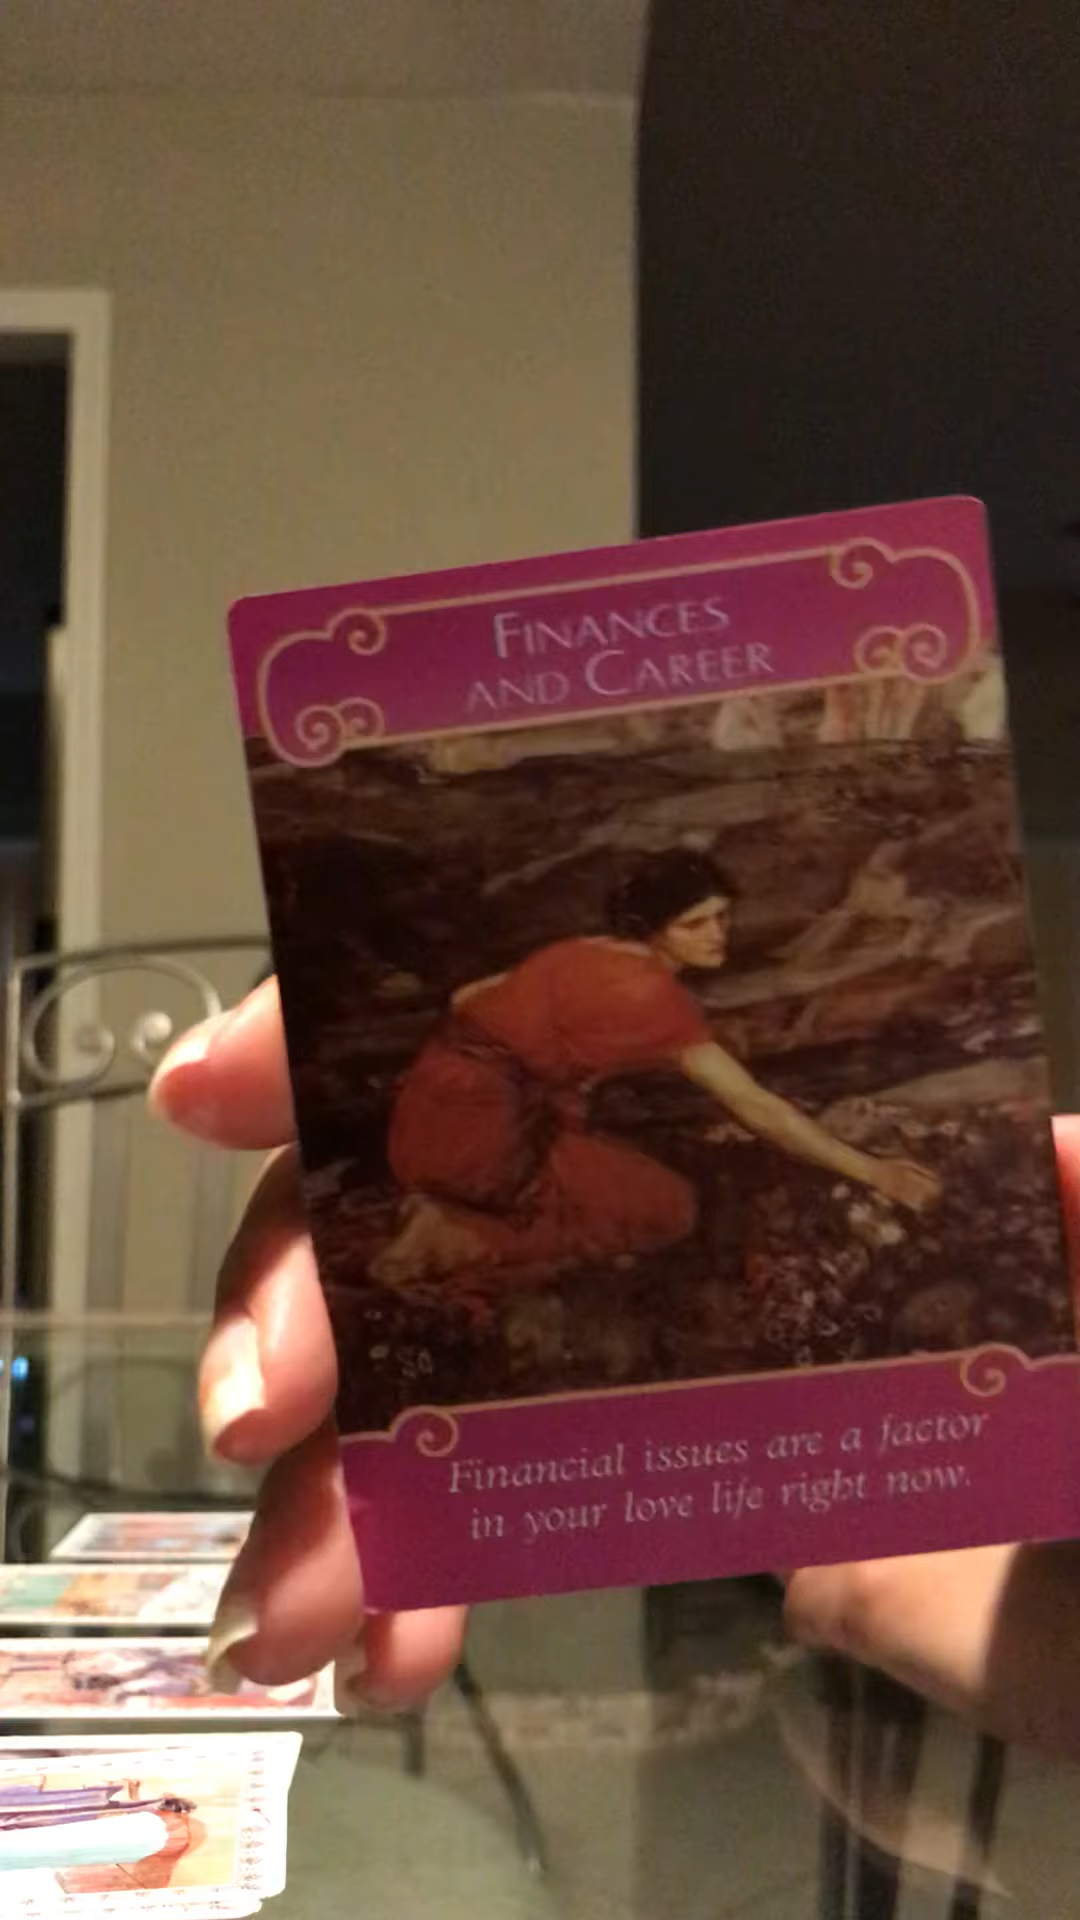 FINANCES
AND CAREER
Financial issues are a factor
in your love life right now.